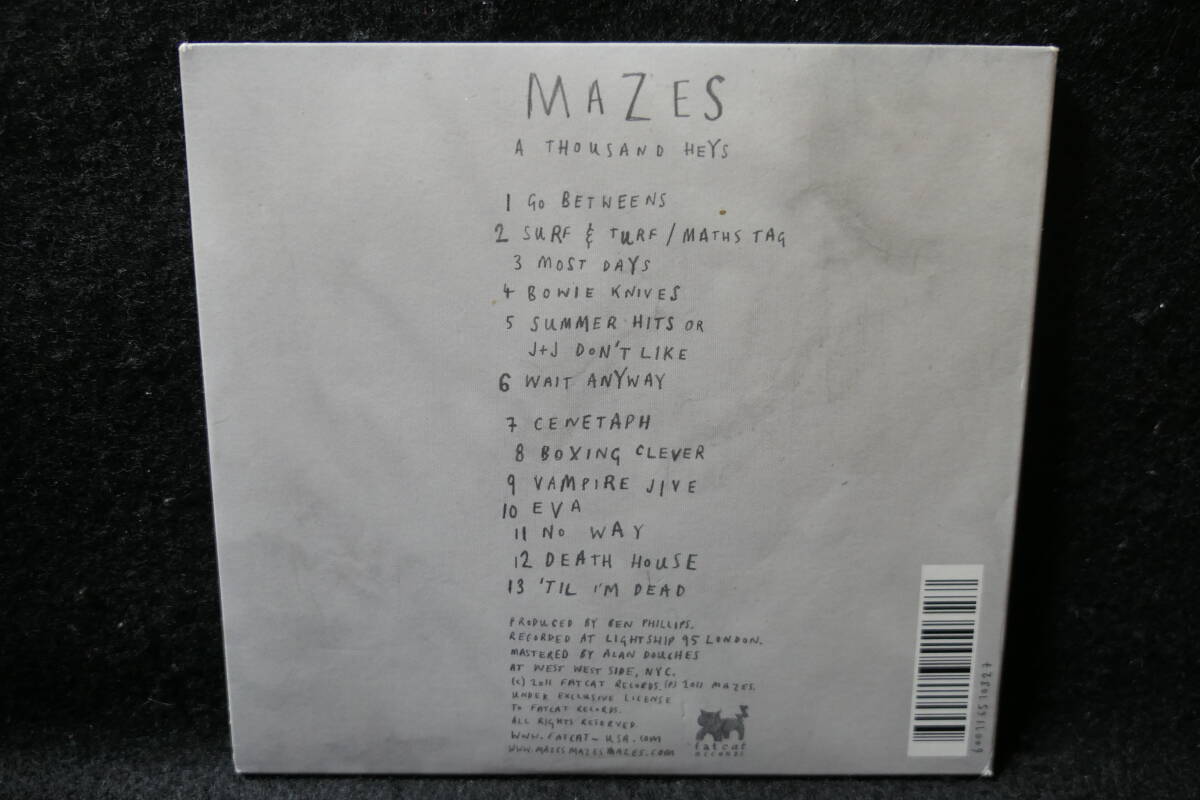 MAZES
A THOUSAND HEYS
1 GO BETWEENS
2 SURF & TURF / MATHS TAG
3 MOST DAYS
4 BOWIE KNIVES
5 SUMMER HITS OR
J+J DON'T LIKE
6 WAIT ANYWAY
7 CENETAPH
8 BOXING CLEVER
9 VAMPIRE JIVE
10 EVA
11 NO WAY
12 DEATH HOUSE
13 'TIL I'M DEAD
PRODUCED BY BEN PHILLIPS.
RECORDED AT LIGHTSHIP 95 LONDON.
MASTERED BY ALAN DOUCHES
AT WEST WEST SIDE, NYC.
(C) 2011 FATCAT RECORDS. (P) 2011 MAZES.
UNDER EXCLUSIVE LICENSE
TO FATCAT RECORDS.
ALL RIGHTS RESERVED.
WWW.FATCAT-USA.COM
WWW.MAZESMAZESMAZES.COM
fatcat
RECORDS